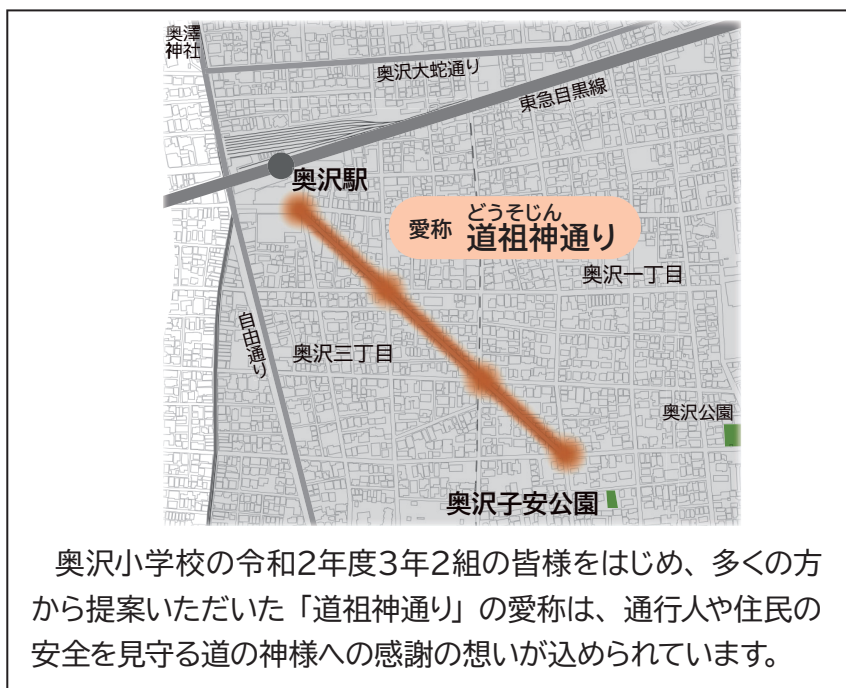 奥澤
神社
奥沢大蛇通り
東急目黒線
奥沢駅
どうそじん
愛称 道祖神通り
奥沢一丁目
自由通り
奥沢三丁目
奥沢公園
奥沢子安公園
奥沢小学校の令和2年度3年2組の皆様をはじめ、多くの方
から提案いただいた「道祖神通り」の愛称は、通行人や住民の
安全を見守る道の神様への感謝の想いが込められています。